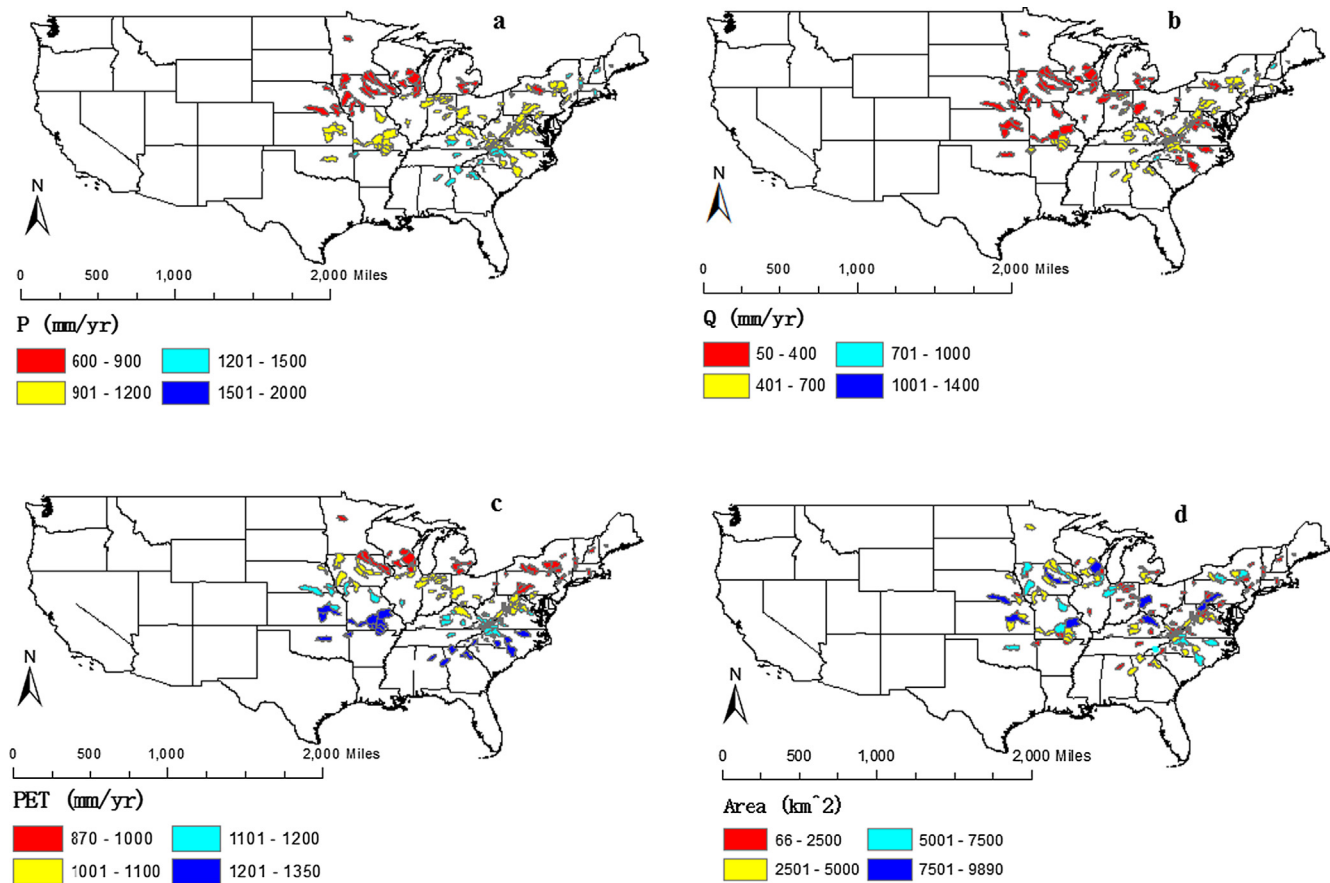 a
N
0 500 1,000 2,000 Miles
P (mm/yr)
600 - 900 1201 - 1500
901 - 1200 1501 - 2000
b
N
0 500 1,000 2,000 Miles
Q (mm/yr)
50 - 400 701 - 1000
401 - 700 1001 - 1400
c
N
0 500 1,000 2,000 Miles
PET (mm/yr)
870 - 1000 1101 - 1200
1001 - 1100 1201 - 1350
d
N
0 500 1,000 2,000 Miles
Area (km^2)
66 - 2500 5001 - 7500
2501 - 5000 7501 - 9890